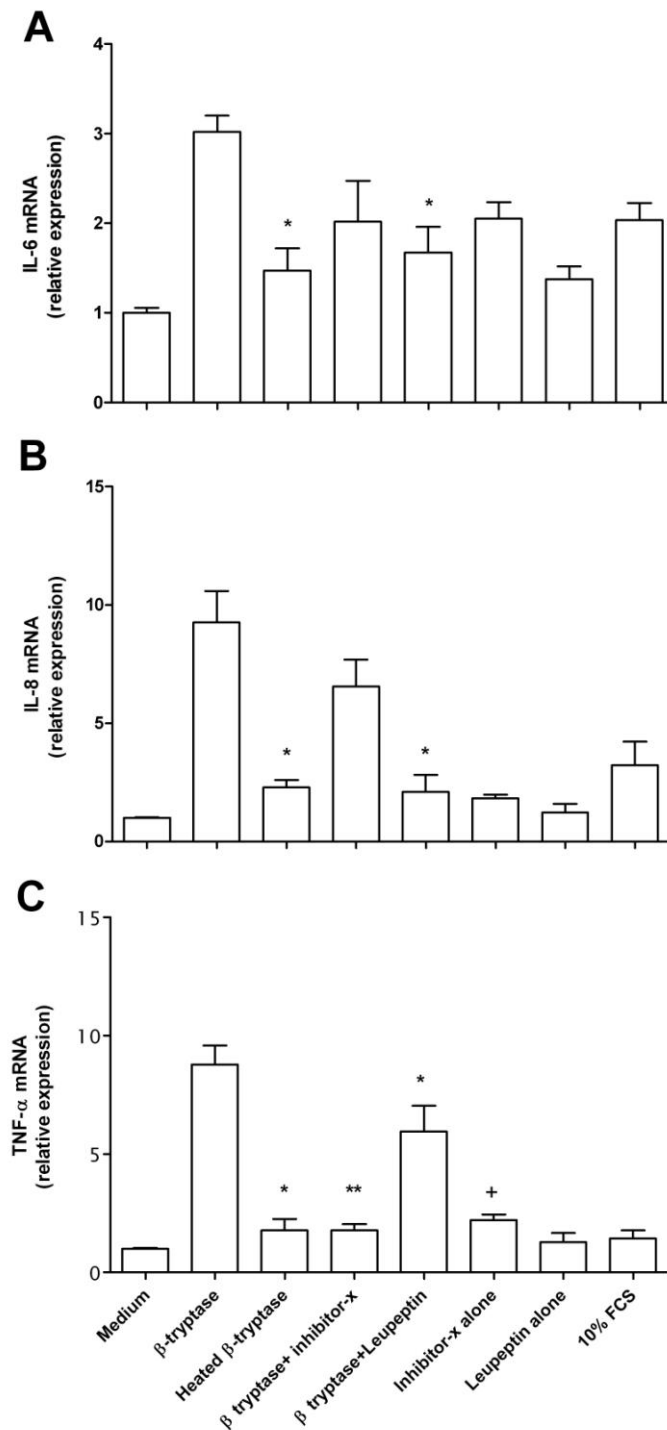 A
4
3
2
1
0
IL-6 mRNA
(relative expression)
*
*
B
15
10
5
0
IL-8 mRNA
(relative expression)
*
*
C
15
10
5
0
TNF-α mRNA
(relative expression)
*
**
*
+
Medium
β-tryptase
Heated β-tryptase
β tryptase+ inhibitor-x
β tryptase+Leupeptin
Inhibitor-x alone
Leupeptin alone
10% FCS